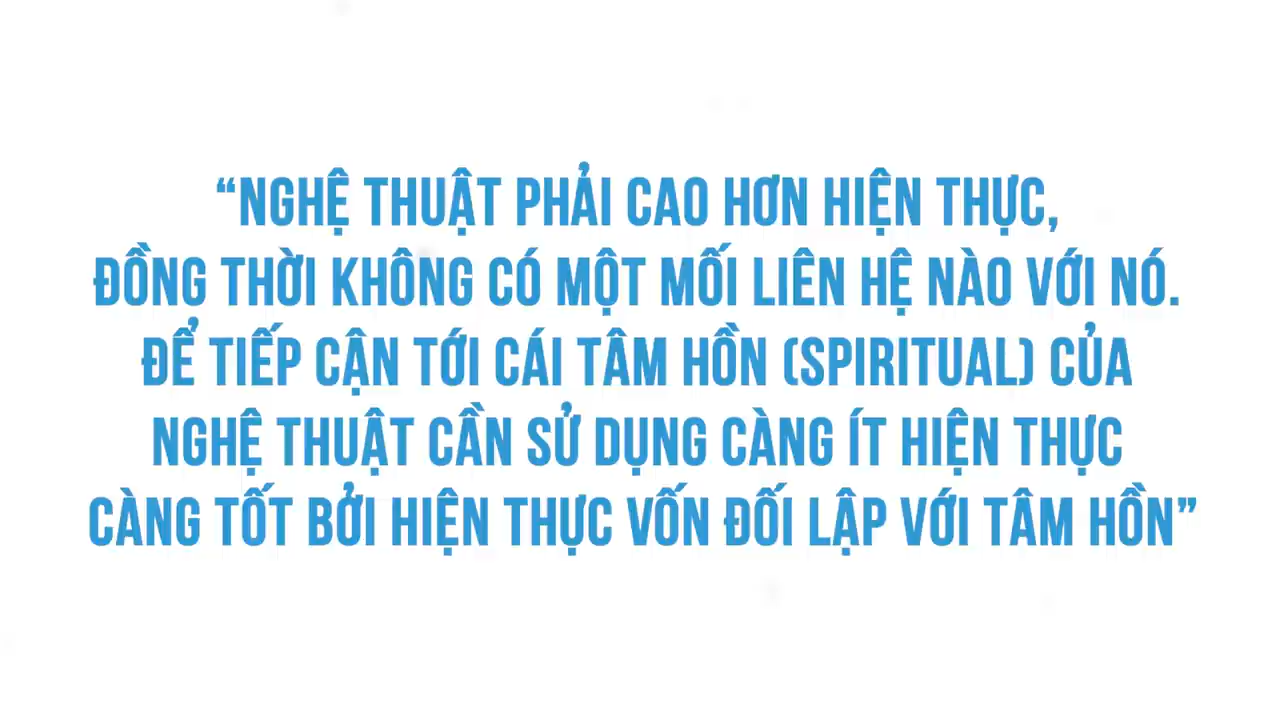 “NGHỆ THUẬT PHẢI CAO HƠN HIỆN THỰC,
ĐỒNG THỜI KHÔNG CÓ MỘT MỐI LIÊN HỆ NÀO VỚI NÓ.
ĐỂ TIẾP CẬN TỚI CÁI TÂM HỒN (SPIRITUAL) CỦA
NGHỆ THUẬT CẦN SỬ DỤNG CÀNG ÍT HIỆN THỰC
CÀNG TỐT BỞI HIỆN THỰC VỐN ĐỐI LẬP VỚI TÂM HỒN”